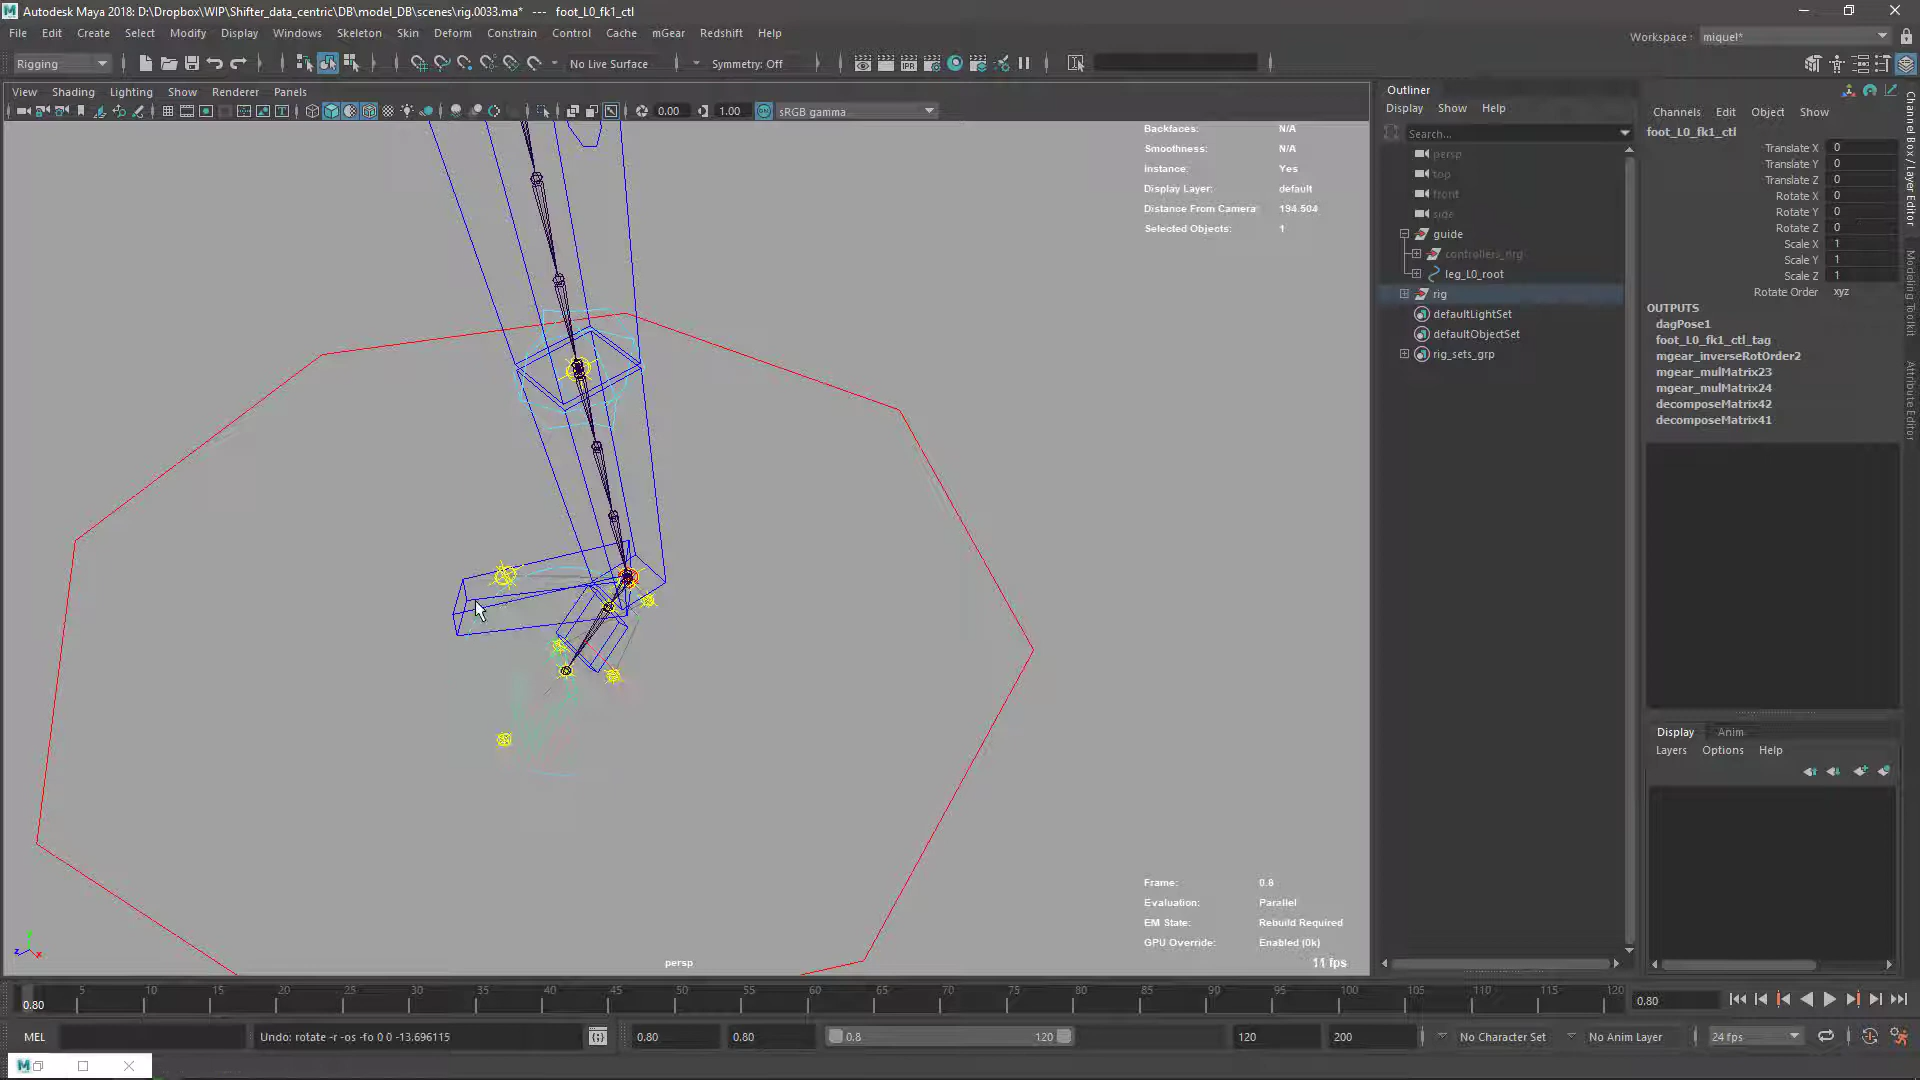 Autodesk Maya 2018: D:\Dropbox\WIP\Shifter_data_centric\DB\model_DB\scenes\rig.0033.ma* --- foot_L0_fk1_ctl
File Edit Create Select Modify Display Windows Skeleton Skin Deform Constrain Control Cache mGear Redshift Help
Workspace : miquel*
Rigging
No Live Surface
Symmetry: Off
View Shading Lighting Show Renderer Panels
0.00
1.00
sRGB gamma
Backfaces: N/A
Smoothness: N/A
Instance: Yes
Display Layer: default
Distance From Camera: 194.504
Selected Objects: 1
Frame: 0.8
Evaluation: Parallel
EM State: Rebuild Required
GPU Override: Enabled (0k)
persp
11 fps
Outliner
Display Show Help
Search...
persp
top
front
side
guide
leg_L0_root
rig
defaultLightSet
defaultObjectSet
rig_sets_grp
Channels Edit Object Show
foot_L0_fk1_ctl
Translate X 0
Translate Y 0
Translate Z 0
Rotate X 0
Rotate Y 0
Rotate Z 0
Scale X 1
Scale Y 1
Scale Z 1
Rotate Order xyz
OUTPUTS
dagPose1
foot_L0_fk1_ctl_tag
mgear_inverseRotOrder2
mgear_mulMatrix23
mgear_mulMatrix24
decomposeMatrix42
decomposeMatrix41
Display Anim
Layers Options Help
Channel Box / Layer Editor
Modeling Toolkit
Attribute Editor
0.80
5 10 15 20 25 30 35 40 45 50 55 60 65 70 75 80 85 90 95 100 105 110 115 120
0.80
MEL
Undo: rotate -r -os -fo 0 0 -13.696115
0.80
0.80
0.8
120
120
200
No Character Set
No Anim Layer
24 fps